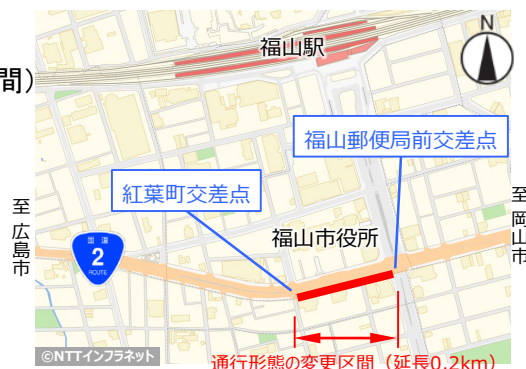 間）
福山駅
N
福山郵便局前交差点
紅葉町交差点
至 広島市
福山市役所
至 岡山市
国道
2
ROUTE
©NTTインフラネット
通行形態の変更区間（延長0.2km）